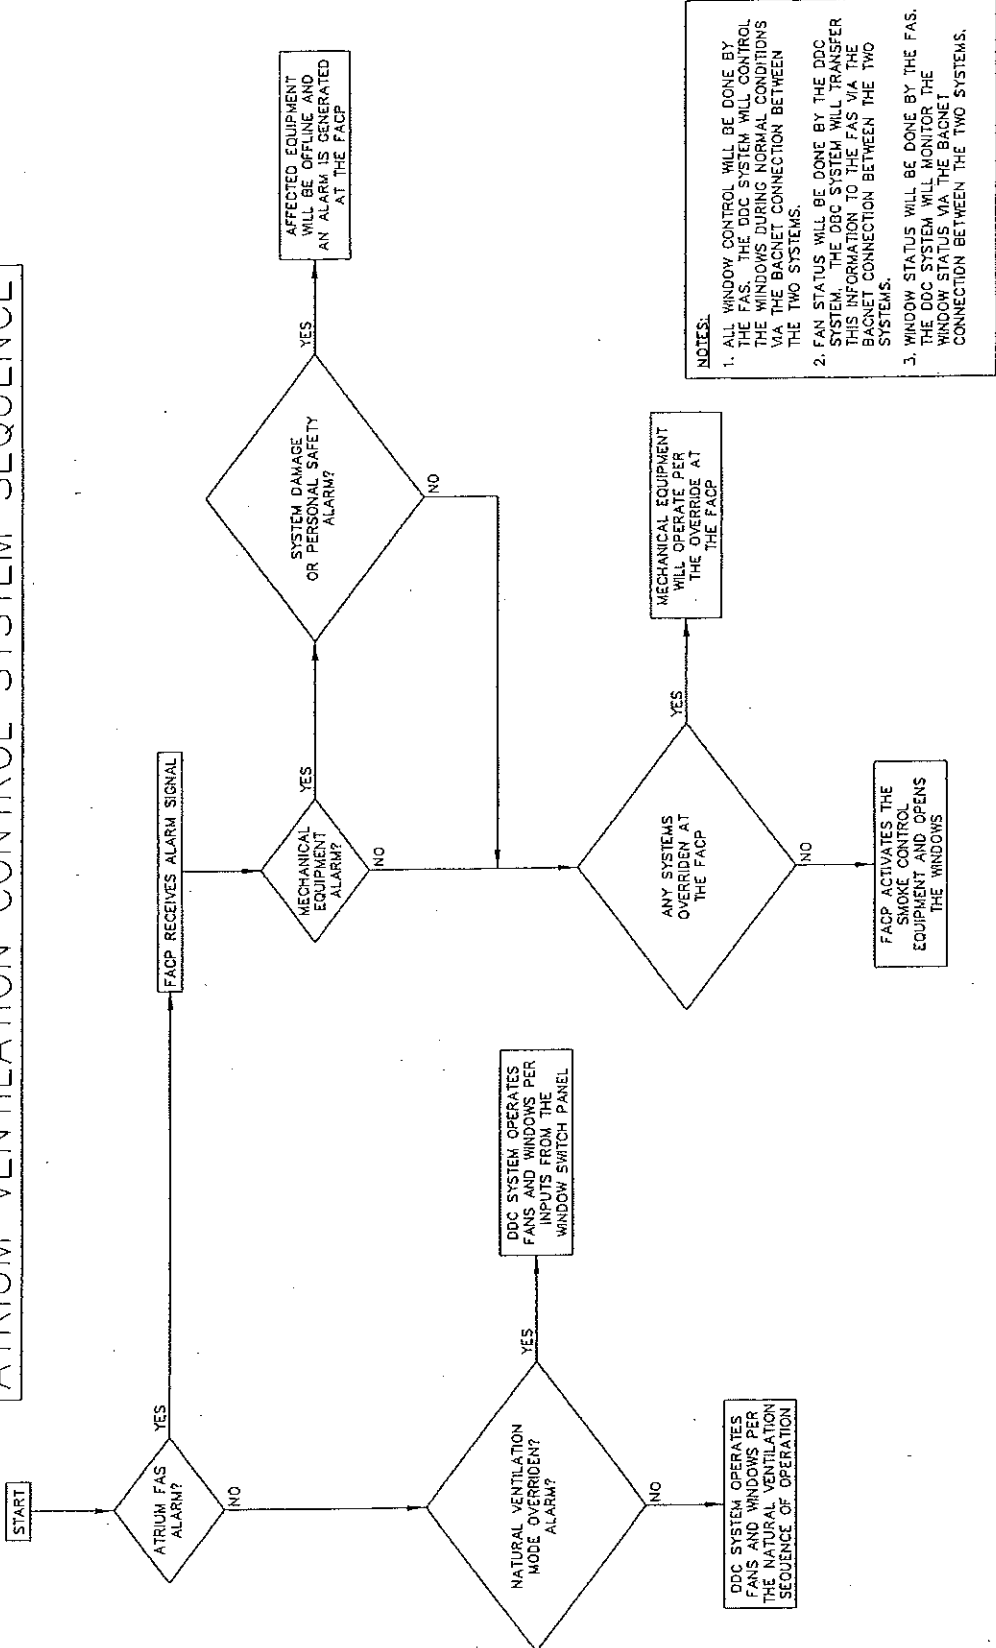 ATRIUM VENTILATION CONTROL SYSTEM SEQUENCE
START
ATRIUM FAS
ALARM?
YES
NO
FACP RECEIVES ALARM SIGNAL
MECHANICAL
EQUIPMENT
ALARM?
YES
NO
SYSTEM DAMAGE
OR PERSONAL SAFETY
ALARM?
YES
NO
AFFECTED EQUIPMENT
WILL BE OFFLINE AND
AN ALARM IS GENERATED
AT THE FACP
NATURAL VENTILATION
MODE OVERRIDEN?
ALARM?
YES
NO
DDC SYSTEM OPERATES
FANS AND WINDOWS PER
INPUTS FROM THE
WINDOW SWITCH PANEL
DDC SYSTEM OPERATES
FANS AND WINDOWS PER
THE NATURAL VENTILATION
SEQUENCE OF OPERATION
ANY SYSTEMS
OVERRIDEN AT
THE FACP
YES
NO
MECHANICAL EQUIPMENT
WILL OPERATE PER
THE OVERRIDE AT
THE FACP
FACP ACTIVATES THE
SMOKE CONTROL
EQUIPMENT AND OPENS
THE WINDOWS
NOTES:
1. ALL WINDOW CONTROL WILL BE DONE BY
THE FAS. THE DDC SYSTEM WILL CONTROL
THE WINDOWS DURING NORMAL CONDITIONS
VIA THE BACNET CONNECTION BETWEEN
THE TWO SYSTEMS.
2. FAN STATUS WILL BE DONE BY THE DDC
SYSTEM. THE DBC SYSTEM WILL TRANSFER
THIS INFORMATION TO THE FAS VIA THE
BACNET CONNECTION BETWEEN THE TWO
SYSTEMS.
3. WINDOW STATUS WILL BE DONE BY THE FAS.
THE DDC SYSTEM WILL MONITOR THE
WINDOW STATUS VIA THE BACNET
CONNECTION BETWEEN THE TWO SYSTEMS.